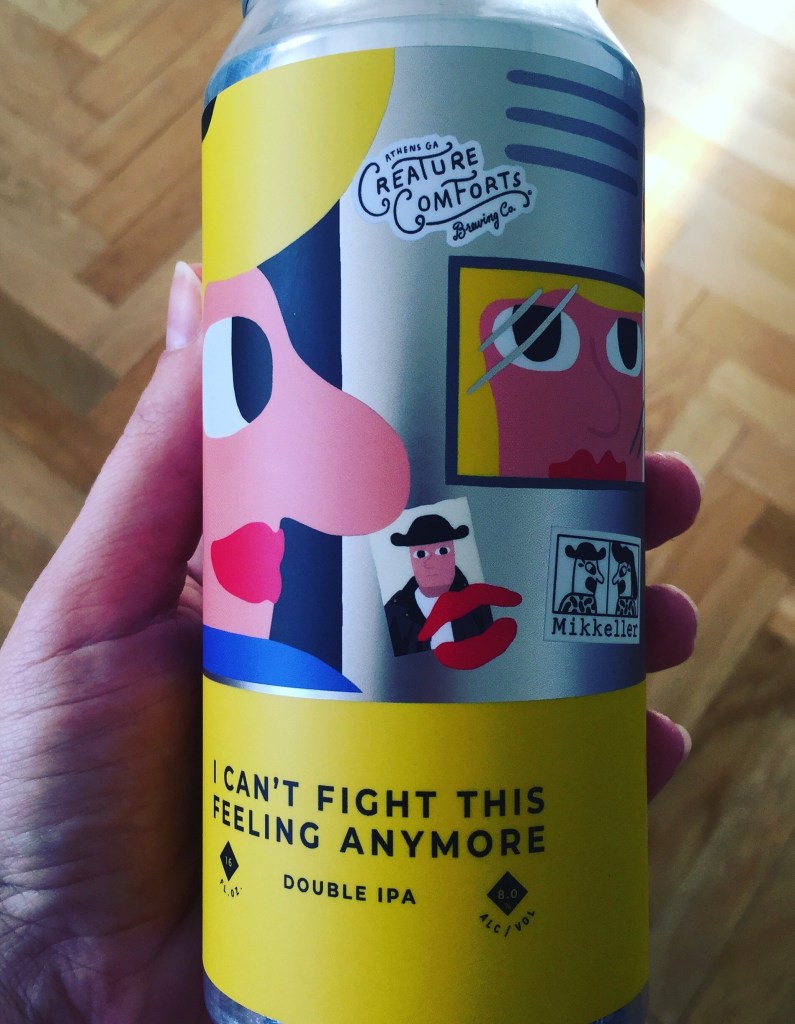 ATHENS GA
CREATURE
COMFORTS
Brewing Co.
Mikkeller
I CAN'T FIGHT THIS
FEELING ANYMORE
16
FL.OZ.
DOUBLE IPA
8.0
%
ALC/VOL